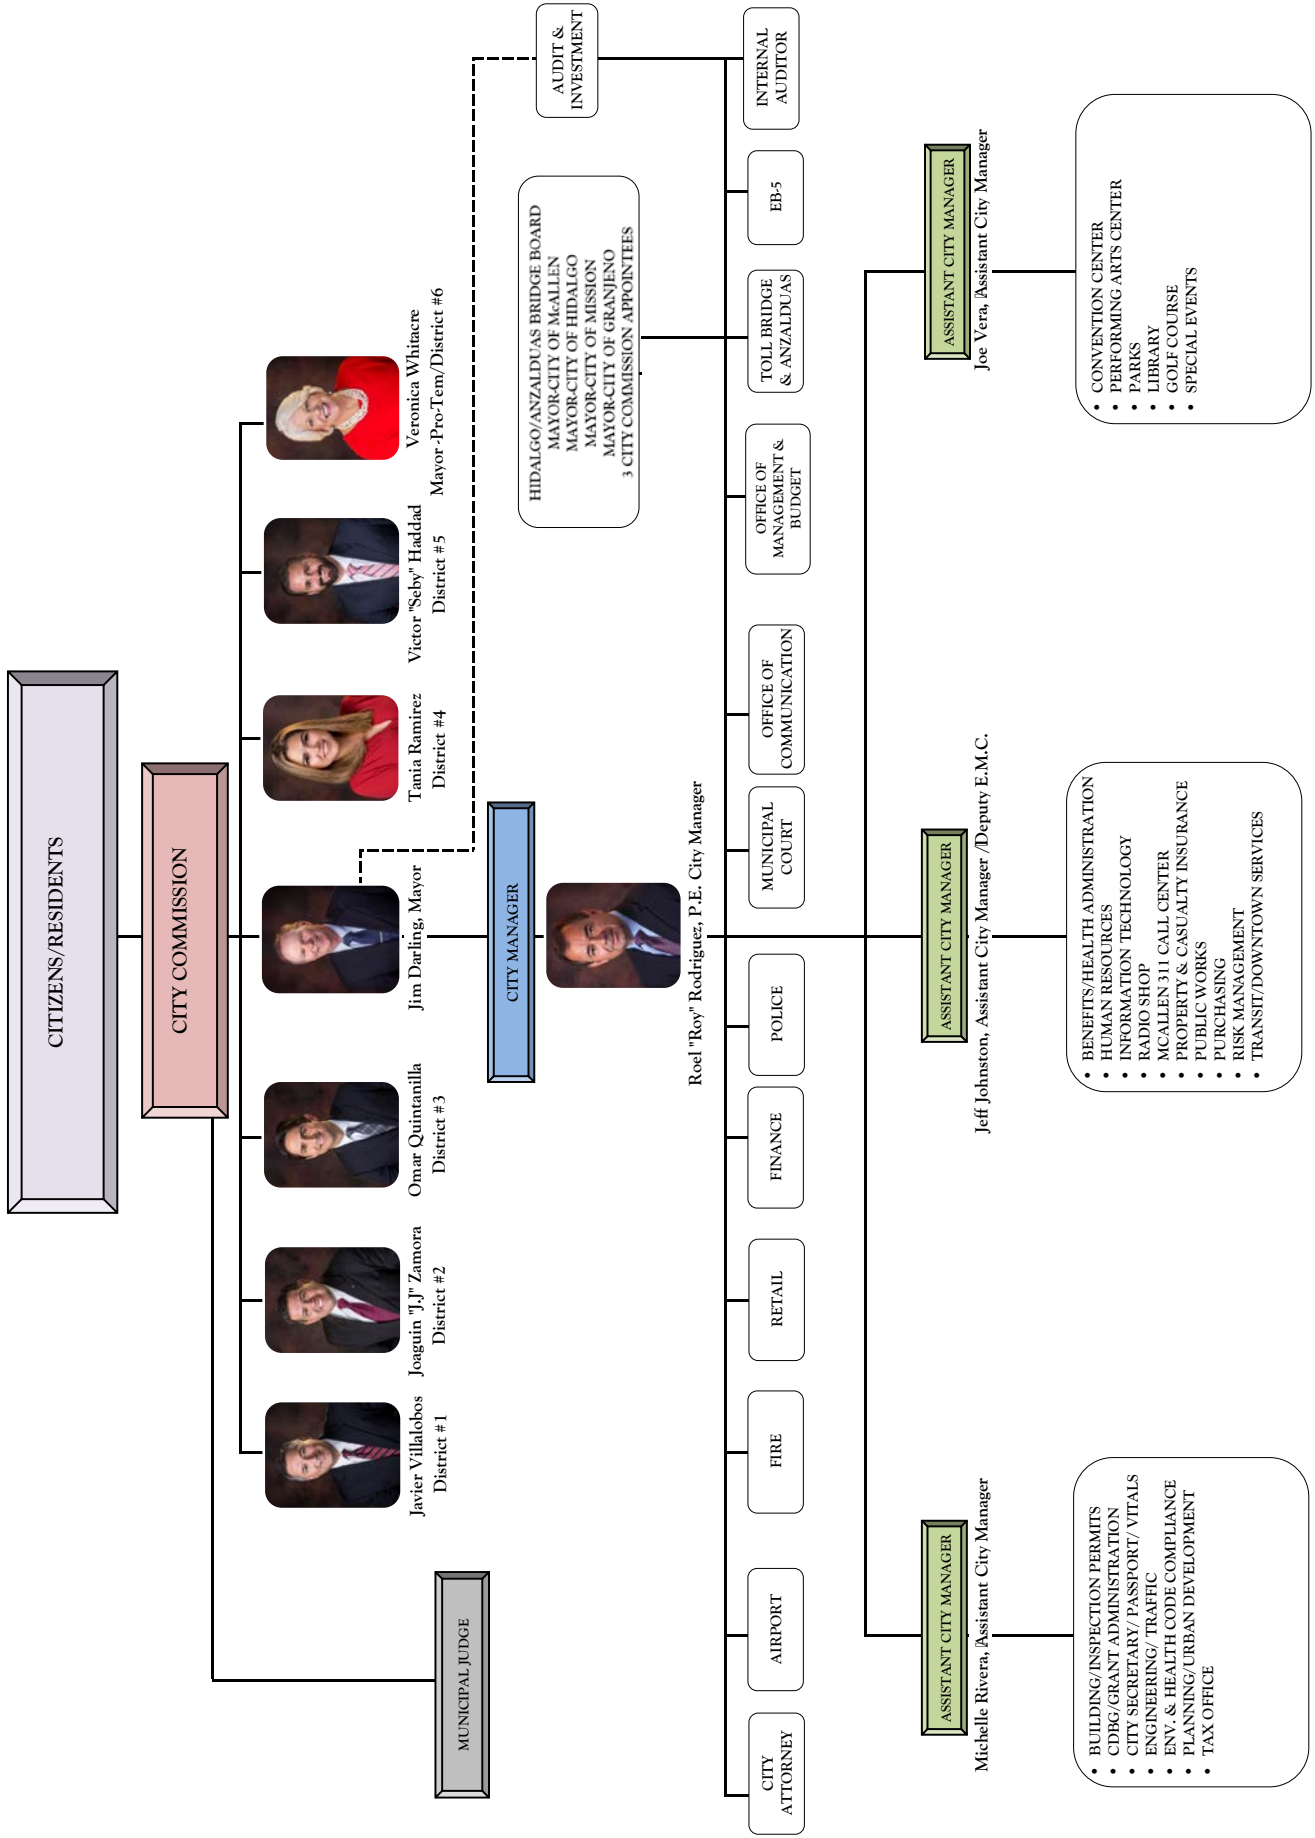 CITIZENS/RESIDENTS
CITY COMMISSION
Javier Villalobos
District #1
Joaguin "J.J" Zamora
District #2
Omar Quintanilla
District #3
Jim Darling, Mayor
Tania Ramirez
District #4
Victor "Seby" Haddad
District #5
Veronica Whitacre
Mayor -Pro-Tem/District #6
MUNICIPAL JUDGE
CITY MANAGER
Roel "Roy" Rodriguez, P.E. City Manager
HIDALGO/ANZALDUAS BRIDGE BOARD
MAYOR-CITY OF McALLEN
MAYOR-CITY OF HIDALGO
MAYOR-CITY OF MISSION
MAYOR-CITY OF GRANJENO
3 CITY COMMISSION APPOINTEES
AUDIT &
INVESTMENT
CITY
ATTORNEY
AIRPORT
FIRE
RETAIL
FINANCE
POLICE
MUNICIPAL
COURT
OFFICE OF
COMMUNICATION
OFFICE OF
MANAGEMENT &
BUDGET
TOLL BRIDGE
& ANZALDUAS
EB-5
INTERNAL
AUDITOR
ASSISTANT CITY MANAGER
Michelle Rivera, Assistant City Manager
• BUILDING/INSPECTION PERMITS
• CDBG/GRANT ADMINISTRATION
• CITY SECRETARY/ PASSPORT/ VITALS
• ENGINEERING/ TRAFFIC
• ENV. & HEALTH CODE COMPLIANCE
• PLANNING/URBAN DEVELOPMENT
• TAX OFFICE
ASSISTANT CITY MANAGER
Jeff Johnston, Assistant City Manager /Deputy E.M.C.
• BENEFITS/HEALTH ADMINISTRATION
• HUMAN RESOURCES
• INFORMATION TECHNOLOGY
• RADIO SHOP
• MCALLEN 311 CALL CENTER
• PROPERTY & CASUALTY INSURANCE
• PUBLIC WORKS
• PURCHASING
• RISK MANAGEMENT
• TRANSIT/DOWNTOWN SERVICES
ASSISTANT CITY MANAGER
Joe Vera, Assistant City Manager
• CONVENTION CENTER
• PERFORMING ARTS CENTER
• PARKS
• LIBRARY
• GOLF COURSE
• SPECIAL EVENTS